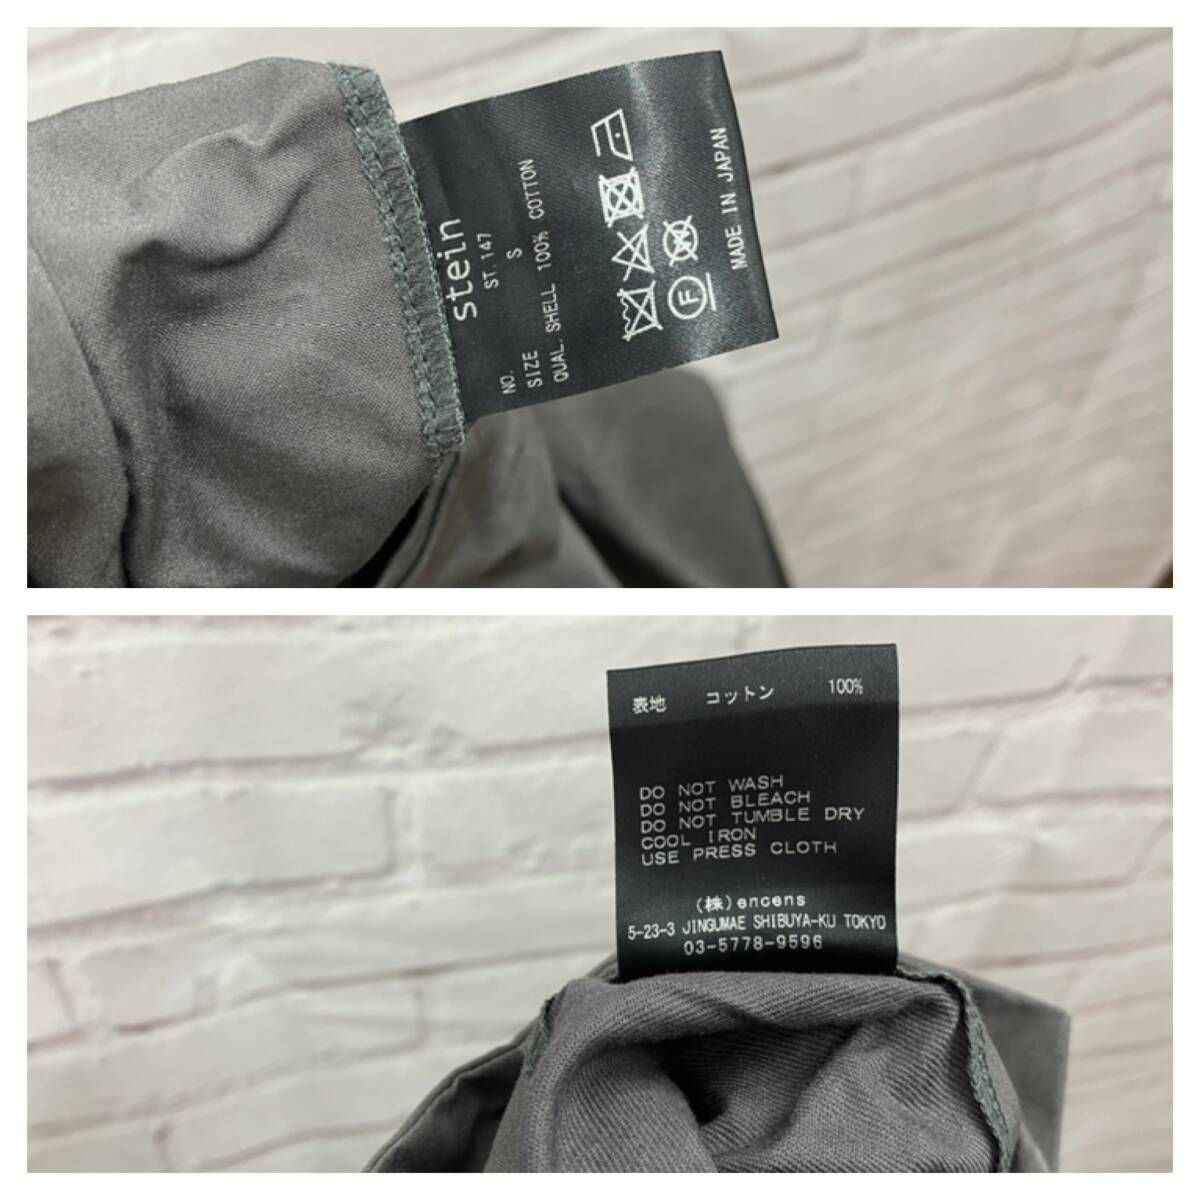 stein
NO. ST.147
SIZE S
QUAL. SHELL 100% COTTON
F
W
MADE IN JAPAN
表地 コットン 100%
DO NOT WASH
DO NOT BLEACH
DO NOT TUMBLE DRY
COOL IRON
USE PRESS CLOTH
(株)encens
5-23-3 JINGUMAE SHIBUYA-KU TOKYO
03-5778-9596